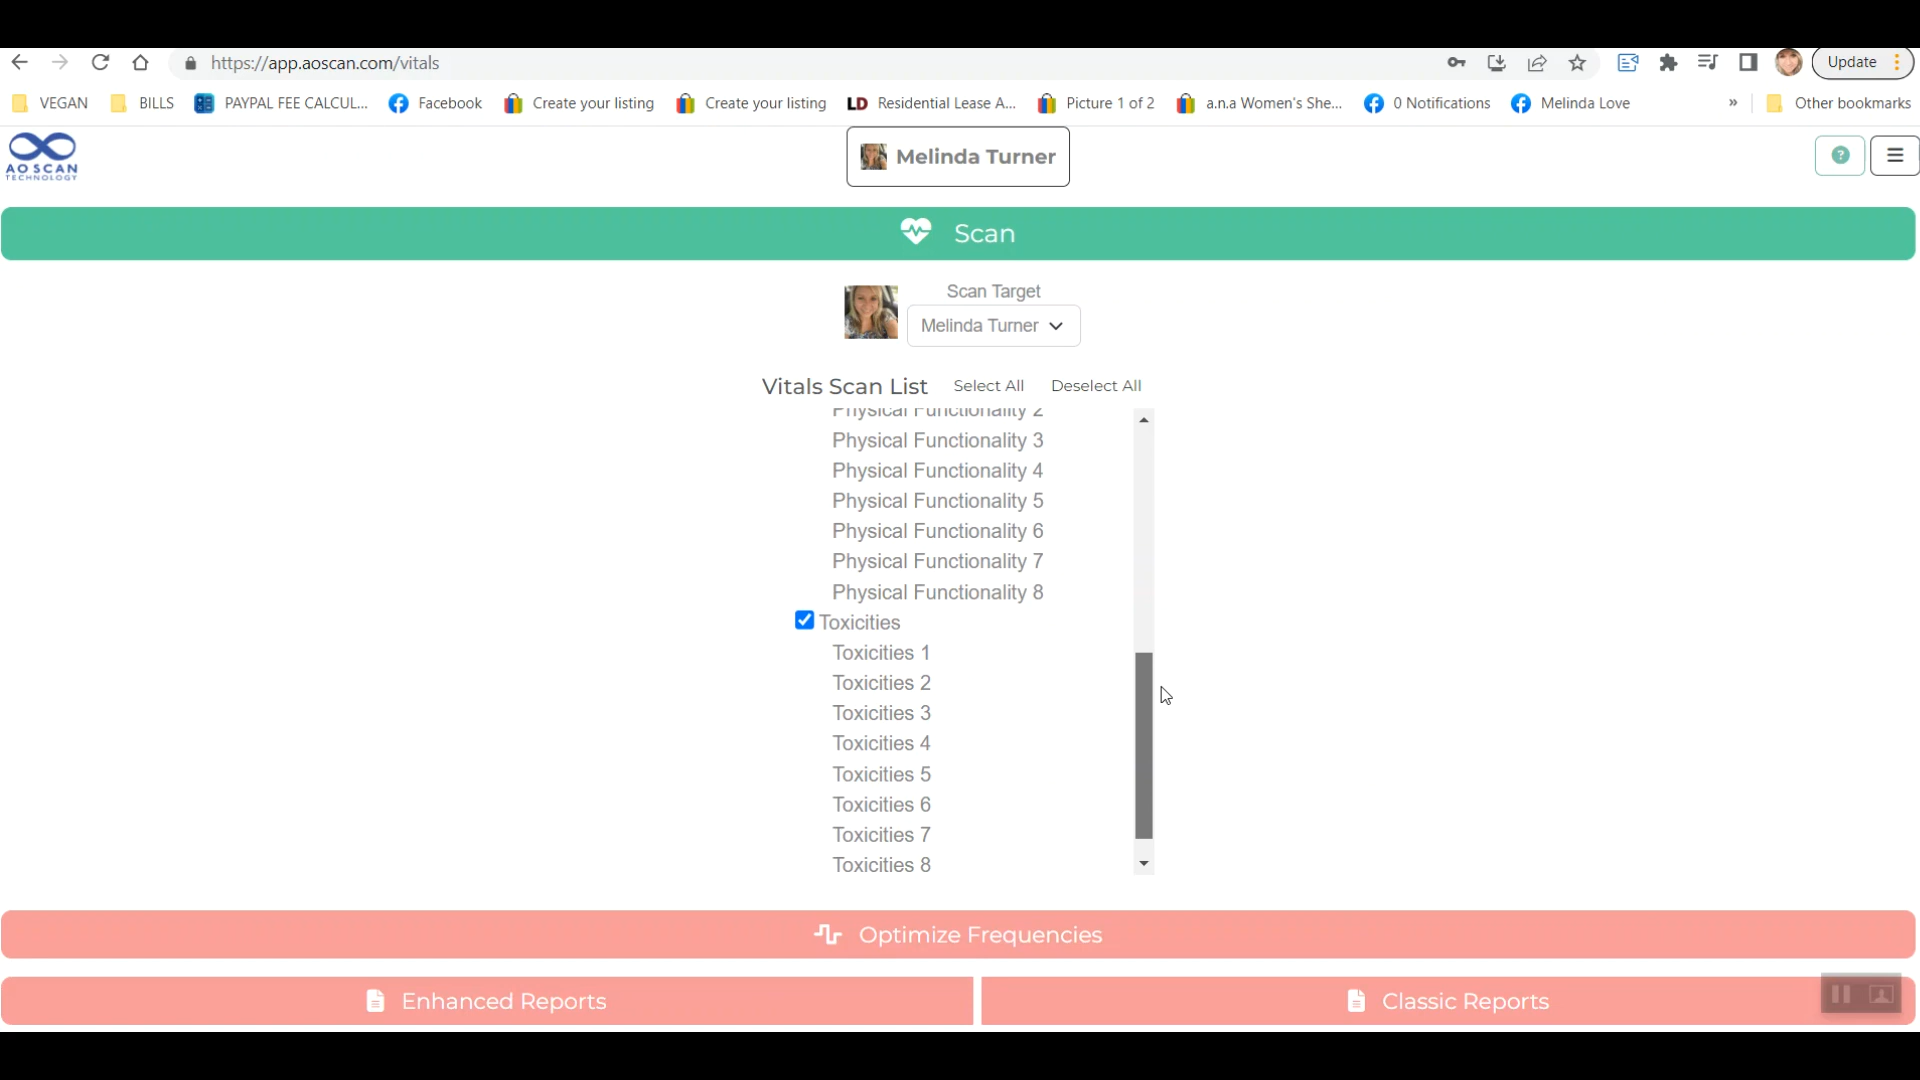 https://app.aoscan.com/vitals
Update
VEGAN
BILLS
PAYPAL FEE CALCUL...
Facebook
Create your listing
Create your listing
LD Residential Lease A...
Picture 1 of 2
a.n.a Women's She...
0 Notifications
Melinda Love
»
Other bookmarks
AO SCAN
TECHNOLOGY
Melinda Turner
?
Scan
Scan Target
Melinda Turner
Vitals Scan List
Select All
Deselect All
Physical Functionality 2
Physical Functionality 3
Physical Functionality 4
Physical Functionality 5
Physical Functionality 6
Physical Functionality 7
Physical Functionality 8
Toxicities
Toxicities 1
Toxicities 2
Toxicities 3
Toxicities 4
Toxicities 5
Toxicities 6
Toxicities 7
Toxicities 8
Optimize Frequencies
Enhanced Reports
Classic Reports